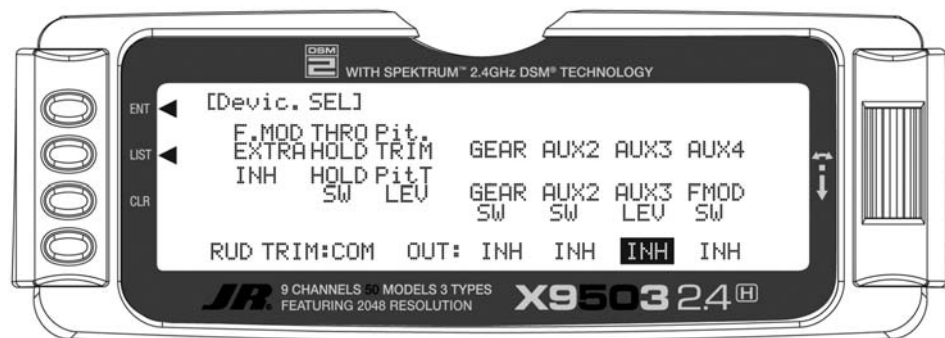 DSM
2 WITH SPEKTRUM™ 2.4GHz DSM® TECHNOLOGY
ENT
LIST
CLR
[Devic. SEL]
F.MOD THRO Pit.
EXTRA HOLD TRIM GEAR AUX2 AUX3 AUX4
INH HOLD PitT
SW LEV
GEAR AUX2 AUX3 FMOD
SW SW LEV SW
RUD TRIM:COM OUT: INH INH INH INH
JR. 9 CHANNELS 50 MODELS 3 TYPES
FEATURING 2048 RESOLUTION
X9503 2.4 H